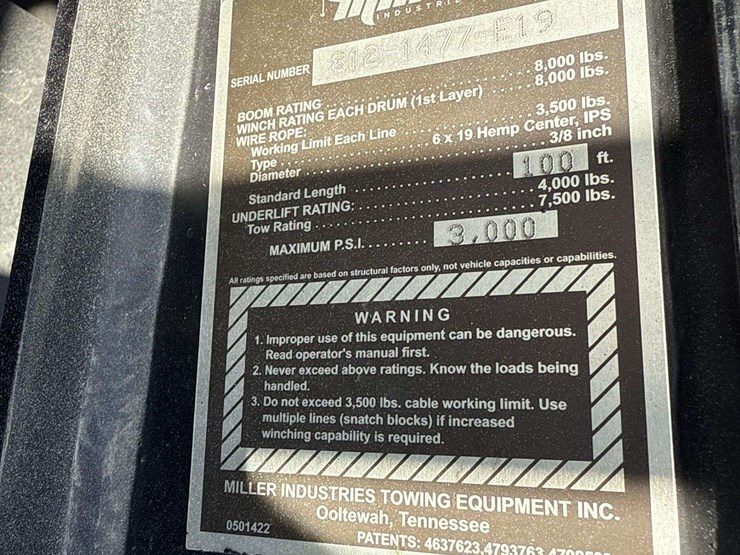 INDUSTRI
SERIAL NUMBER 812-1477-E19
BOOM RATING 8,000 lbs.
WINCH RATING EACH DRUM (1st Layer) 8,000 lbs.
WIRE ROPE:
Working Limit Each Line 3,500 lbs.
Type 6 x 19 Hemp Center, IPS
Diameter 3/8 inch
Standard Length 100 ft.
UNDERLIFT RATING: 4,000 lbs.
Tow Rating 7,500 lbs.
MAXIMUM P.S.I. 3,000
All ratings specified are based on structural factors only, not vehicle capacities or capabilities.
WARNING
1. Improper use of this equipment can be dangerous.
Read operator's manual first.
2. Never exceed above ratings. Know the loads being
handled.
3. Do not exceed 3,500 lbs. cable working limit. Use
multiple lines (snatch blocks) if increased
winching capability is required.
MILLER INDUSTRIES TOWING EQUIPMENT INC.
Ooltewah, Tennessee
0501422
PATENTS: 4637623,4793763